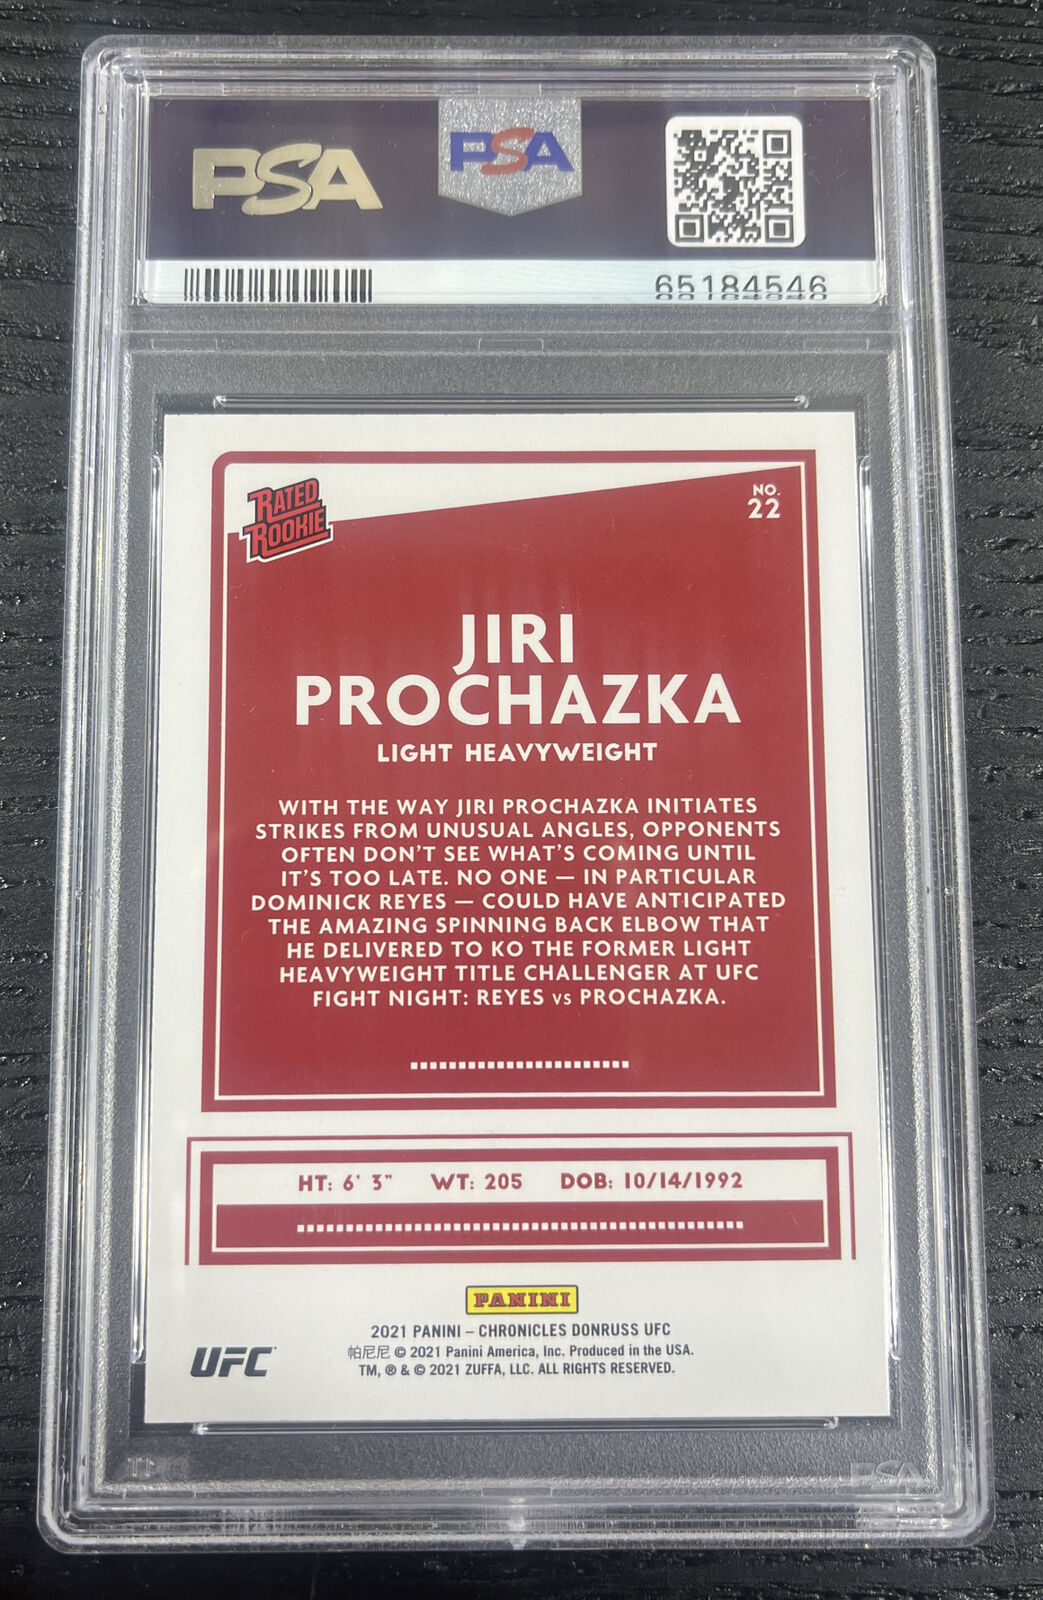 PSA
PSA
65184546
RATED
ROOKIE
NO.
22
JIRI
PROCHAZKA
LIGHT HEAVYWEIGHT
WITH THE WAY JIRI PROCHAZKA INITIATES
STRIKES FROM UNUSUAL ANGLES, OPPONENTS
OFTEN DON'T SEE WHAT'S COMING UNTIL
IT'S TOO LATE. NO ONE — IN PARTICULAR
DOMINICK REYES — COULD HAVE ANTICIPATED
THE AMAZING SPINNING BACK ELBOW THAT
HE DELIVERED TO KO THE FORMER LIGHT
HEAVYWEIGHT TITLE CHALLENGER AT UFC
FIGHT NIGHT: REYES vs PROCHAZKA.
HT: 6' 3" WT: 205 DOB: 10/14/1992
PANINI
2021 PANINI – CHRONICLES DONRUSS UFC
帕尼尼 © 2021 Panini America, Inc. Produced in the USA.
TM, ® & © 2021 ZUFFA, LLC. ALL RIGHTS RESERVED.
UFC
PSA